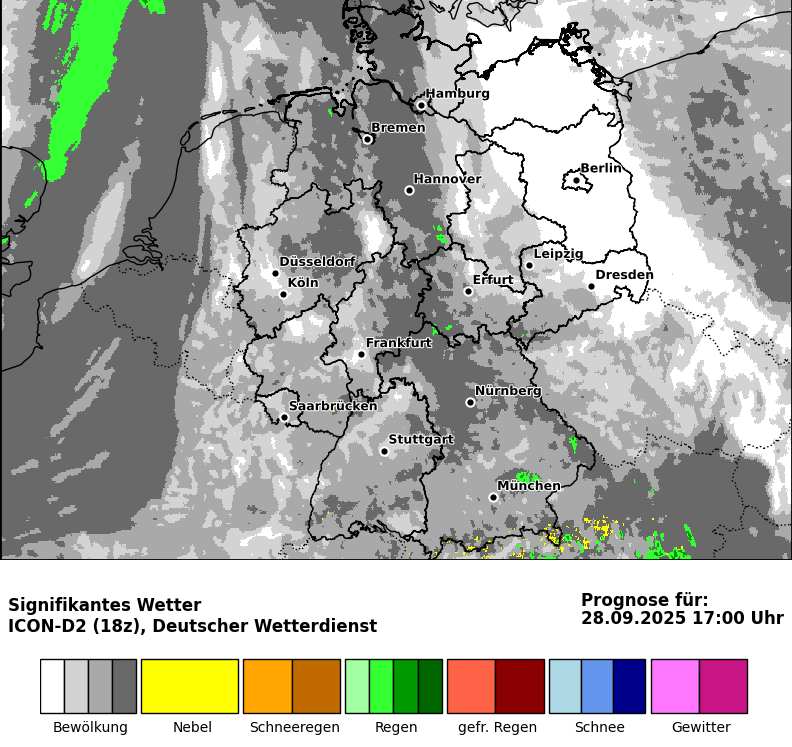 Hamburg
Bremen
Berlin
Hannover
Düsseldorf
Leipzig
Köln
Erfurt
Dresden
Frankfurt
Nürnberg
Saarbrücken
Stuttgart
München
Signifikantes Wetter
ICON-D2 (18z), Deutscher Wetterdienst
Prognose für:
28.09.2025 17:00 Uhr
Bewölkung
Nebel
Schneeregen
Regen
gefr. Regen
Schnee
Gewitter